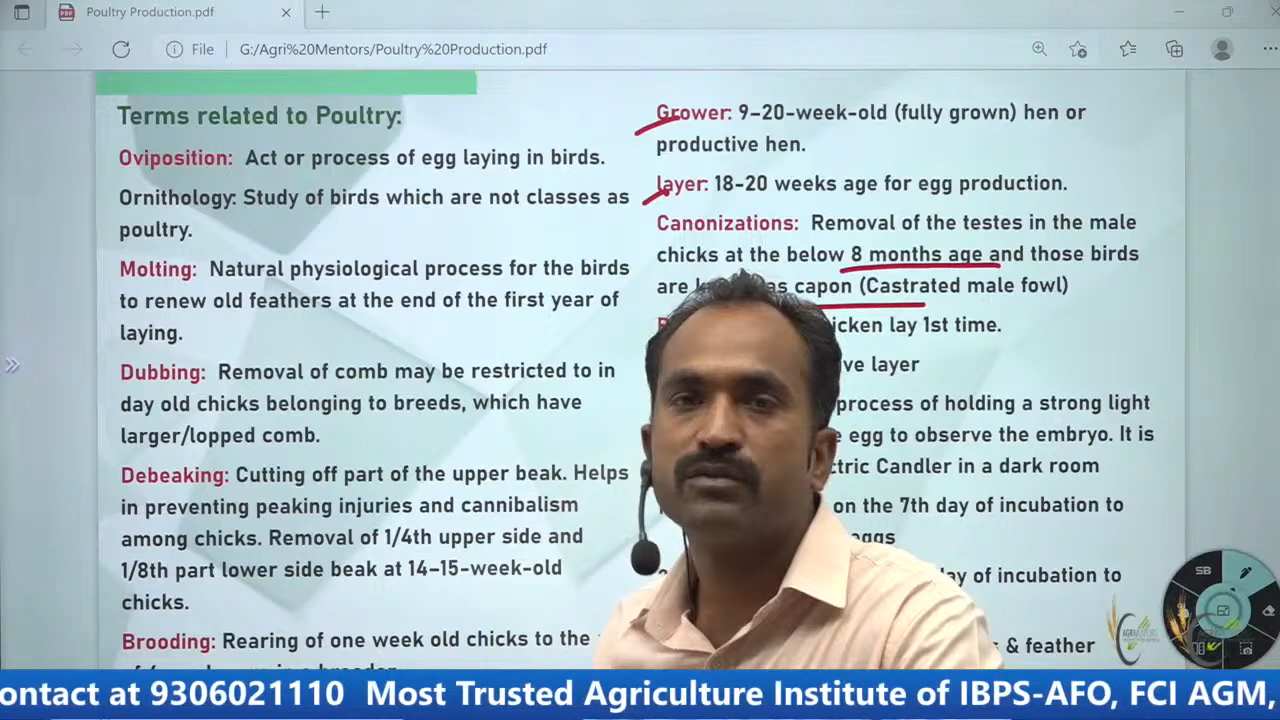 Poultry Production.pdf
File
G:/Agri%20Mentors/Poultry%20Production.pdf
Terms related to Poultry:
Oviposition: Act or process of egg laying in birds.
Ornithology: Study of birds which are not classes as
poultry.
Molting: Natural physiological process for the birds
to renew old feathers at the end of the first year of
laying.
Dubbing: Removal of comb may be restricted to in
day old chicks belonging to breeds, which have
larger/lopped comb.
Debeaking: Cutting off part of the upper beak. Helps
in preventing peaking injuries and cannibalism
among chicks. Removal of 1/4th upper side and
1/8th part lower side beak at 14-15-week-old
chicks.
Brooding: Rearing of one week old chicks to the
Grower: 9-20-week-old (fully grown) hen or
productive hen.
layer: 18-20 weeks age for egg production.
Canonizations: Removal of the testes in the male
chicks at the below 8 months age and those birds
are as capon (Castrated male fowl)
lay 1st time.
layer
process of holding a strong light
egg to observe the embryo. It is
Candler in a dark room
on the 7th day of incubation to
eggs
of incubation to
& feather
SB
ontact at 9306021110 Most Trusted Agriculture Institute of IBPS-AFO, FCI AGM,